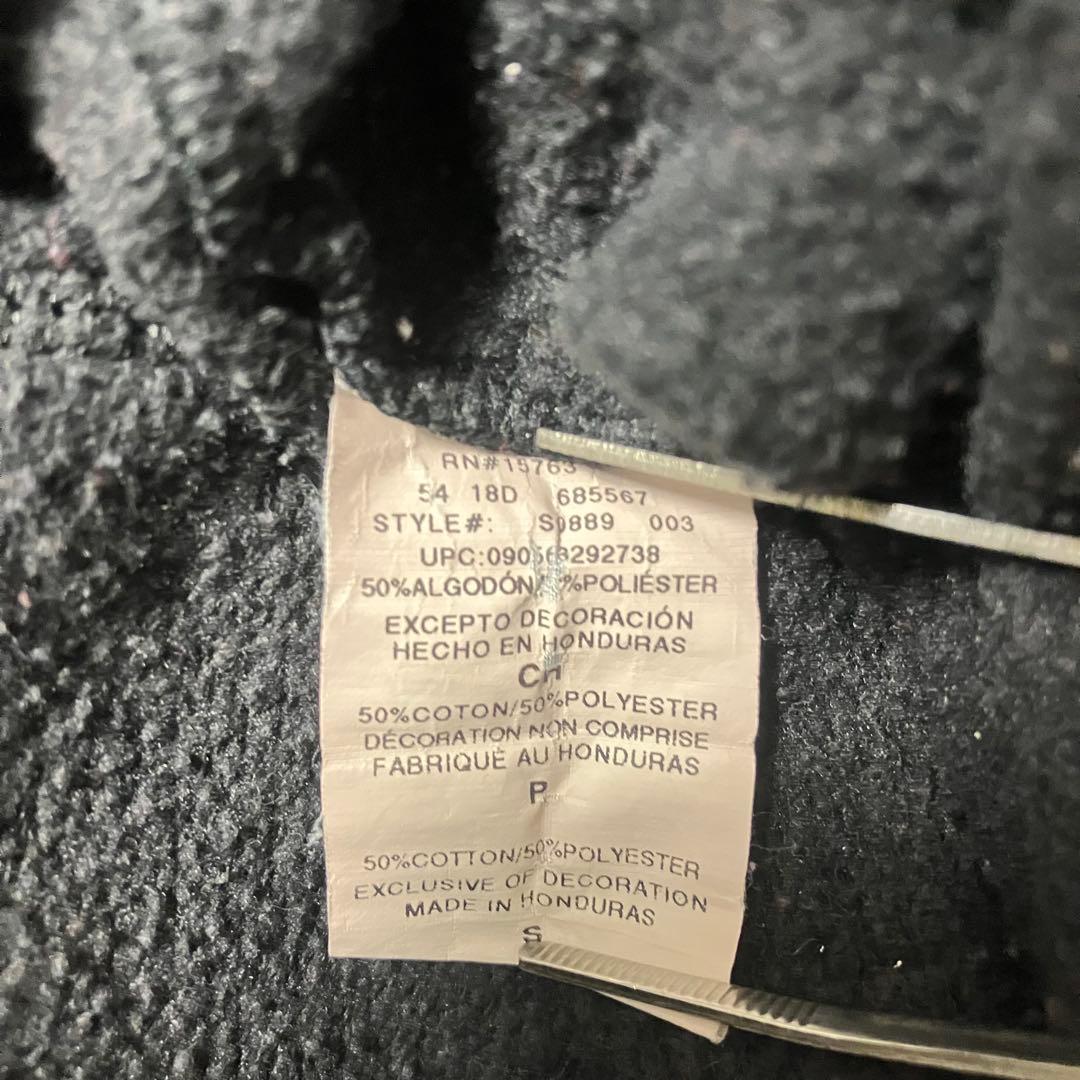 RN#15763
54 18D 685567
STYLE#: S0889 003
UPC:090563292738
50%ALGODÓN/ %POLIÉSTER
EXCEPTO DECORACIÓN
HECHO EN HONDURAS
CH
50%COTON/50%POLYESTER
DÉCORATION NON COMPRISE
FABRIQUÉ AU HONDURAS
P
50%COTTON/50%POLYESTER
EXCLUSIVE OF DECORATION
MADE IN HONDURAS
S